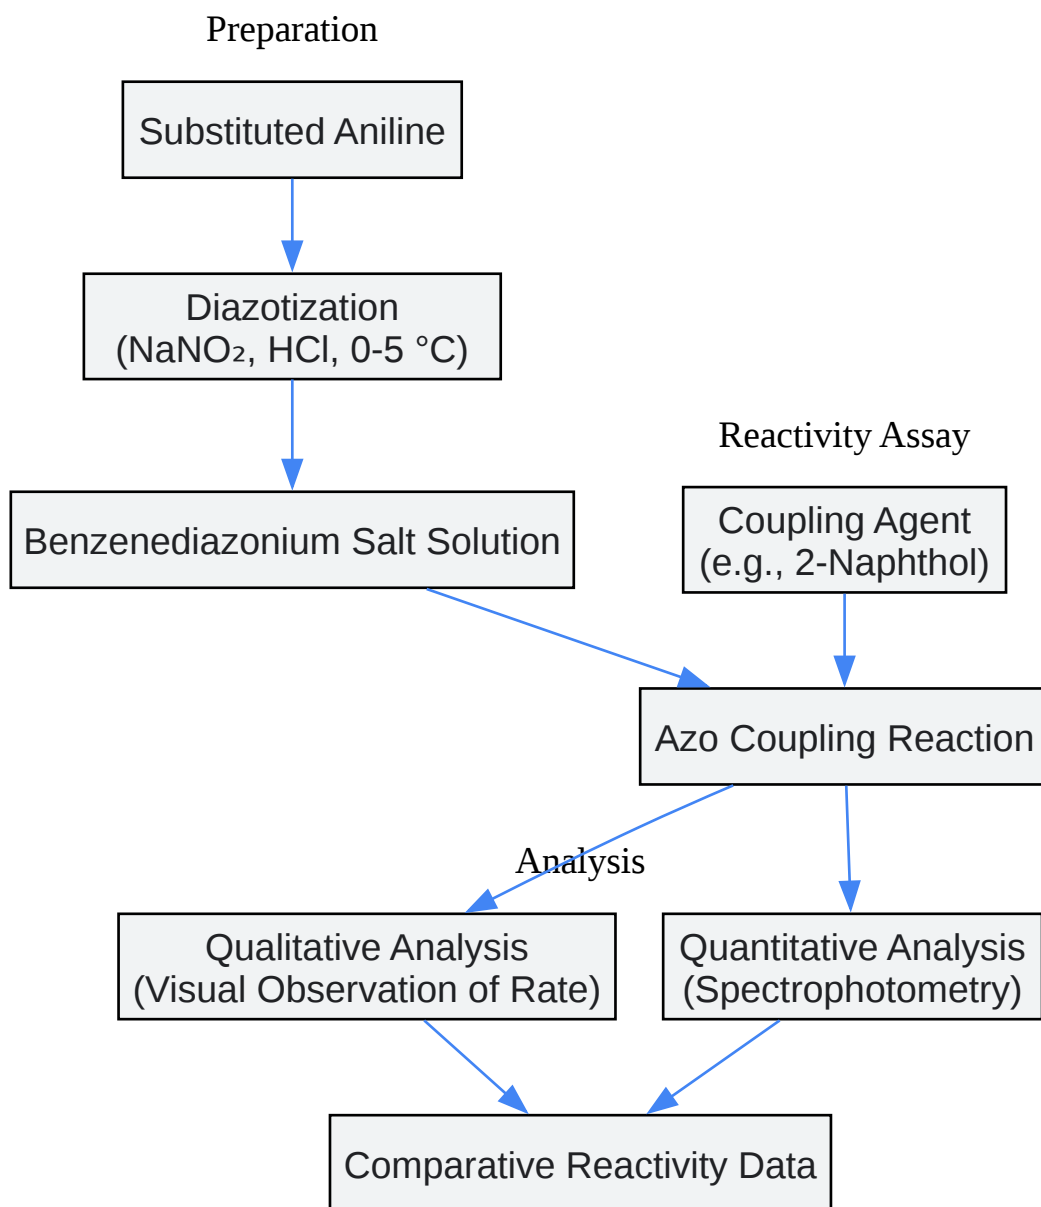 Preparation
Substituted Aniline
Diazotization
(NaNO₂, HCl, 0-5 °C)
Benzenediazonium Salt Solution
Reactivity Assay
Coupling Agent
(e.g., 2-Naphthol)
Azo Coupling Reaction
Analysis
Qualitative Analysis
(Visual Observation of Rate)
Quantitative Analysis
(Spectrophotometry)
Comparative Reactivity Data